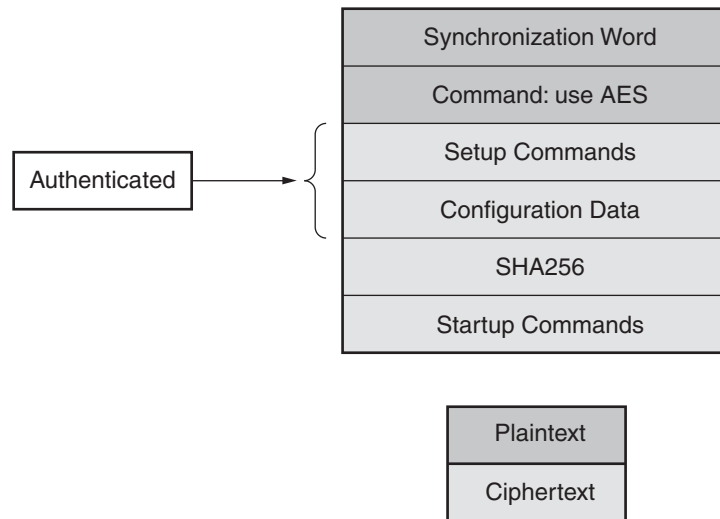 Synchronization Word
Command: use AES
Setup Commands
Authenticated
Configuration Data
SHA256
Startup Commands
Plaintext
Ciphertext